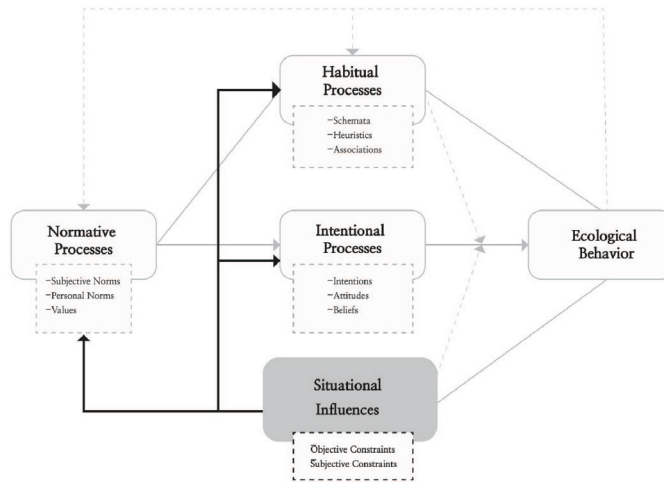 Habitual
Processes
–Schemata
–Heuristics
–Associations
Normative
Processes
–Subjective Norms
–Personal Norms
–Values
Intentional
Processes
–Intentions
–Attitudes
–Beliefs
Ecological
Behavior
Situational
Influences
–Objective Constraints
–Subjective Constraints